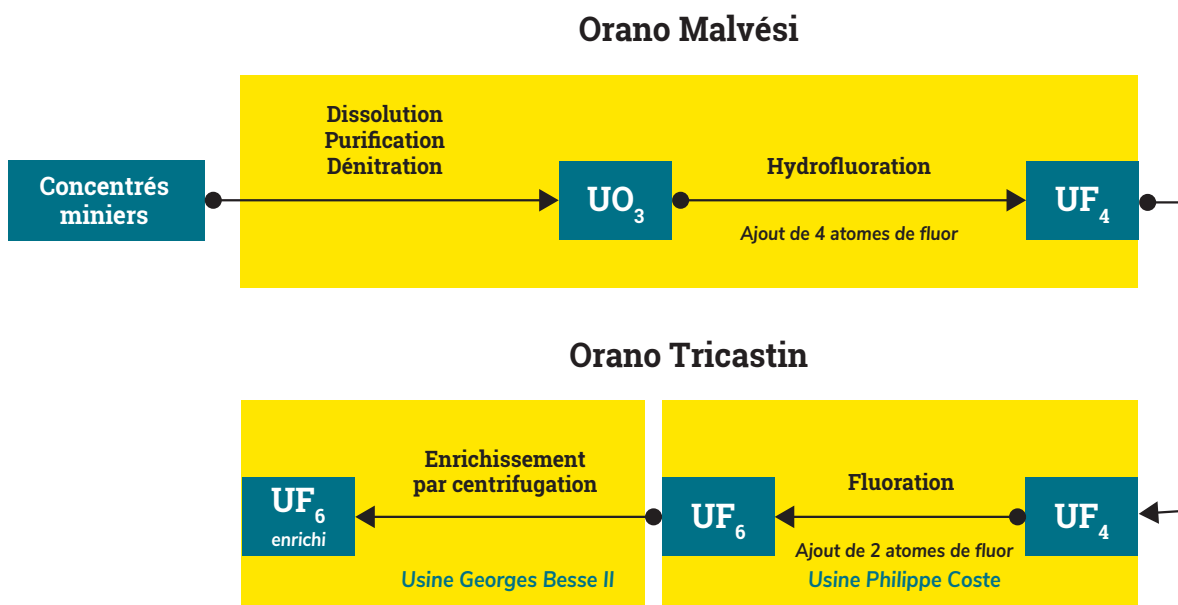 Orano Malvési
Dissolution
Purification
Dénitration
Concentrés
miniers
UO₃
Hydrofluoration
Ajout de 4 atomes de fluor
UF₄
Orano Tricastin
UF₆
enrichi
Enrichissement
par centrifugation
Usine Georges Besse II
UF₆
Fluoration
Ajout de 2 atomes de fluor
Usine Philippe Coste
UF₄